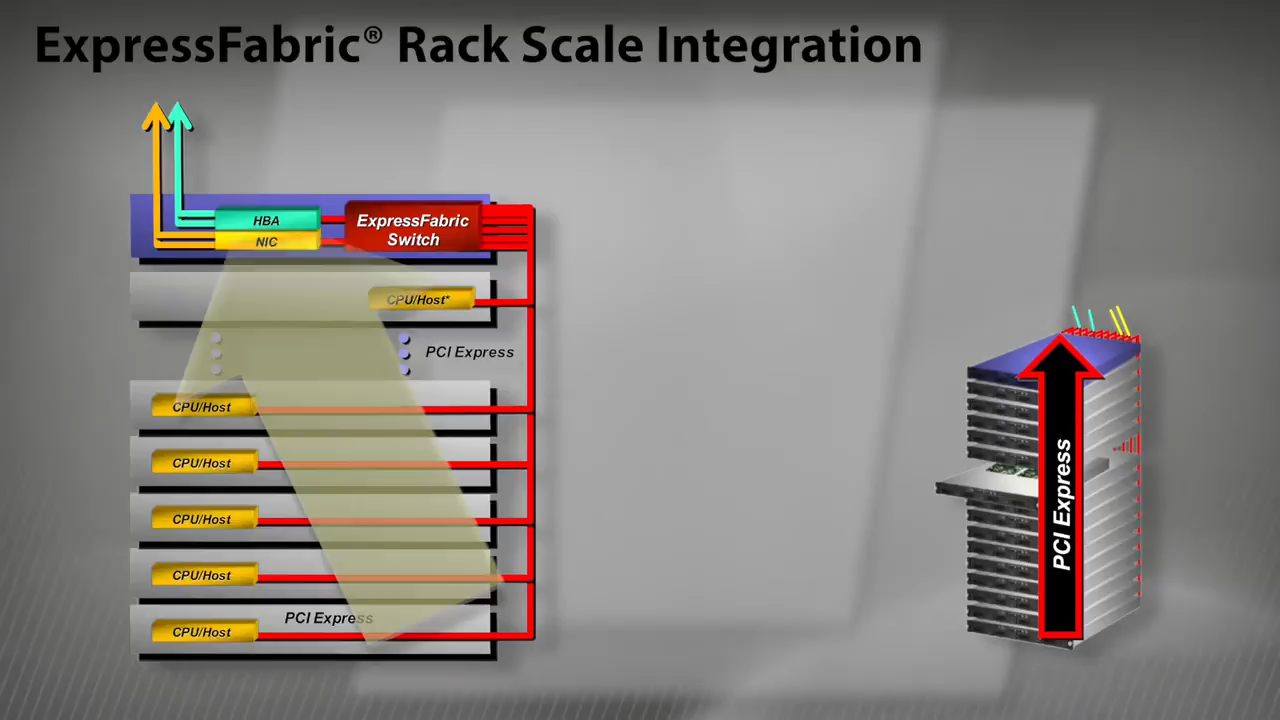 ExpressFabric® Rack Scale Integration
HBA
NIC
ExpressFabric
Switch
CPU/Host*
PCI Express
CPU/Host
CPU/Host
CPU/Host
CPU/Host
PCI Express
CPU/Host
PCI Express